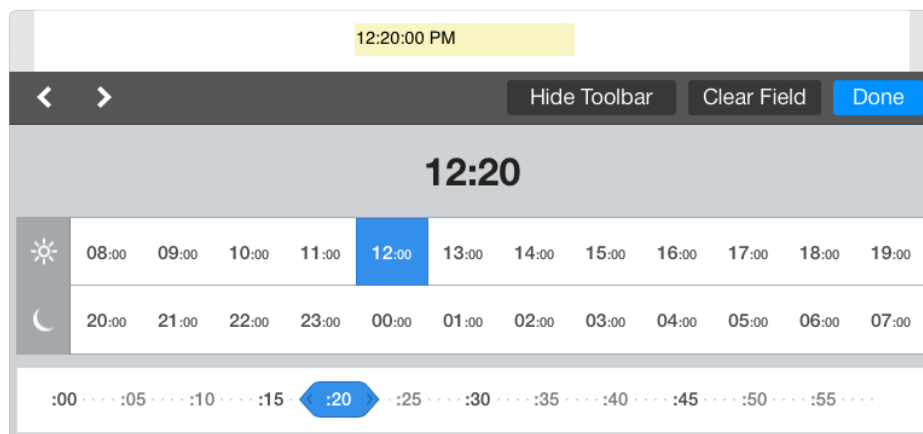 12:20:00 PM
Hide Toolbar Clear Field Done
12:20
08:00 09:00 10:00 11:00 12:00 13:00 14:00 15:00 16:00 17:00 18:00 19:00
20:00 21:00 22:00 23:00 00:00 01:00 02:00 03:00 04:00 05:00 06:00 07:00
:00 :05 :10 :15 :20 :25 :30 :35 :40 :45 :50 :55